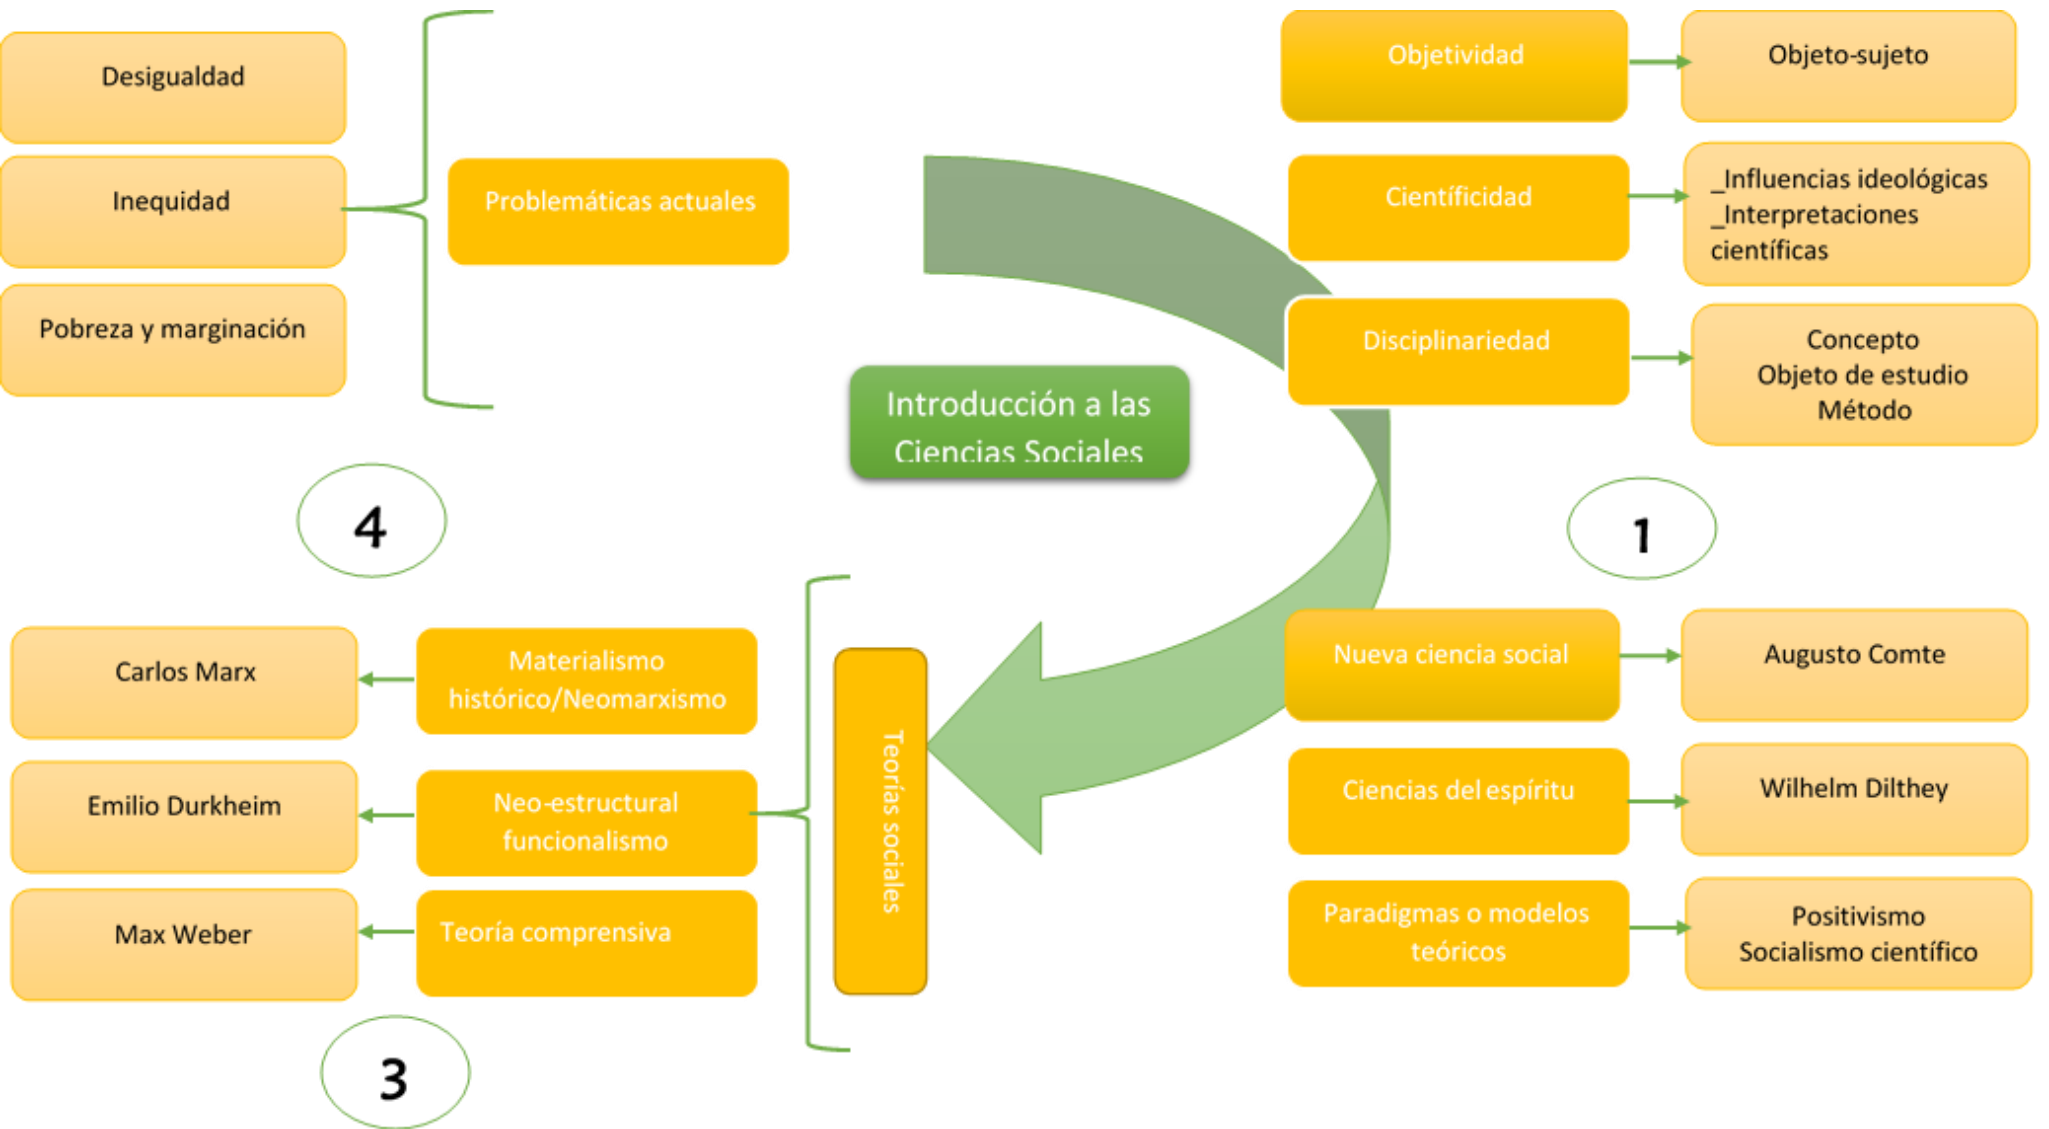 Desigualdad
Inequidad
Pobreza y marginación
Problemáticas actuales
4
Introducción a las
Ciencias Sociales
Objetividad
Objeto-sujeto
Científicidad
_Influencias ideológicas
_Interpretaciones
científicas
Disciplinariedad
Concepto
Objeto de estudio
Método
1
Nueva ciencia social
Augusto Comte
Ciencias del espíritu
Wilhelm Dilthey
Paradigmas o modelos
teóricos
Positivismo
Socialismo científico
Teorías sociales
Materialismo
histórico/Neomarxismo
Carlos Marx
Neo-estructural
funcionalismo
Emilio Durkheim
Teoría comprensiva
Max Weber
3